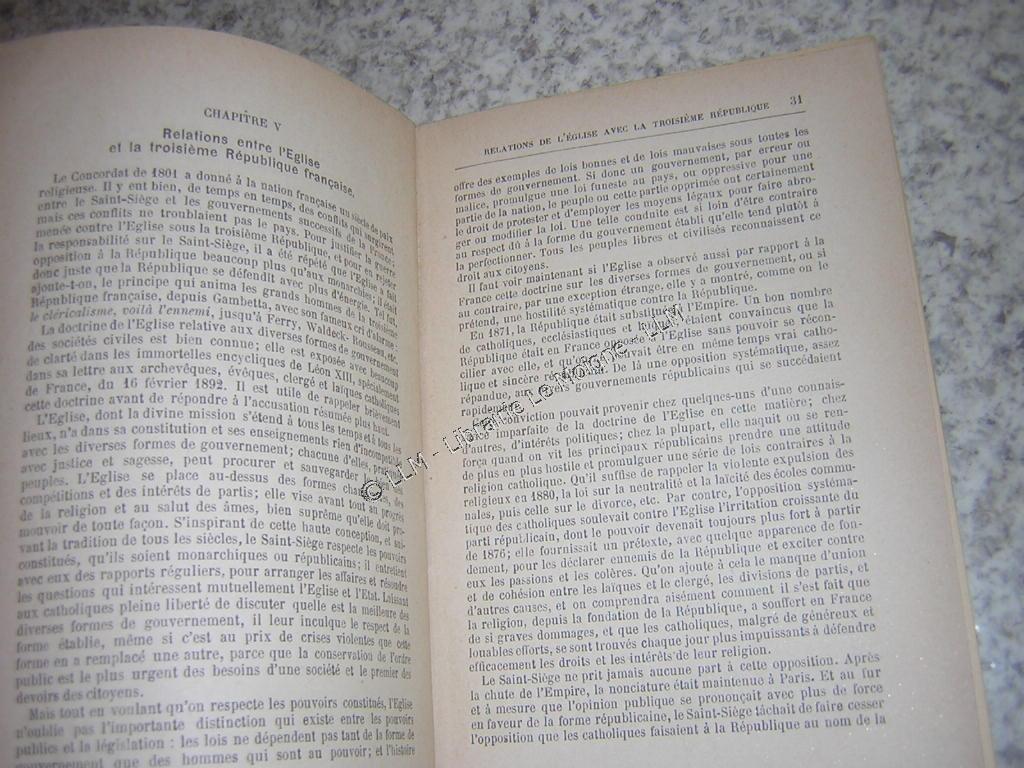 CHAPITRE V
Relations entre l'Eglise
et la troisième République française.
Le Concordat de 1801 a donné à la nation française un siècle de paix
religieuse. Il y eut bien, de temps en temps, des conflits qui surgirent
entre le Saint-Siège et les gouvernements successifs de la France;
mais ces conflits ne troublaient pas le pays. Pour justifier la guerre
menée contre l'Eglise sous la troisième République, et pour en rejeter
la responsabilité sur le Saint-Siège, il a été répété que l'Eglise a fait
opposition à la République beaucoup plus qu'aux monarchies; il était
donc juste que la République se défendît avec plus d'énergie. Tel fut,
ajoute-t-on, le principe qui anima les grands hommes de la troisième
République française, depuis Gambetta, avec son fameux cri d'alarme:
le cléricalisme, voilà l'ennemi, jusqu'à Ferry, Waldeck-Rousseau, etc.
La doctrine de l'Eglise relative aux diverses formes de gouvernement
des sociétés civiles est bien connue; elle est exposée avec beaucoup
de clarté dans les immortelles encycliques de Léon XIII, spécialement
dans sa lettre aux archevêques, évêques, clergé et laïques catholiques
de France, du 16 février 1892. Il est utile de rappeler brièvement
cette doctrine avant de répondre à l'accusation résumée plus haut.
L'Eglise, dont la divine mission s'étend à tous les temps et à tous les
lieux, n'a dans sa constitution et ses enseignements rien d'incompatible
avec les diverses formes de gouvernement; chacune d'elles,
avec justice et sagesse, peut procurer et sauvegarder
peuples. L'Eglise se place au-dessus des formes des
compétitions et des intérêts de partis; elle vise avant tout au progrès
de la religion et au salut des âmes, bien suprême qu'elle doit pro-
mouvoir de toute façon. S'inspirant de cette haute conception, et sui-
vant la tradition de tous les siècles, le Saint-Siège respecte les pouvoirs
constitués, qu'ils soient monarchiques ou républicains; il entretient
avec eux des rapports réguliers, pour arranger les affaires et résoudre
les questions qui intéressent mutuellement l'Eglise et l'Etat. Laissant
aux catholiques pleine liberté de discuter quelle est la meilleure des
diverses formes de gouvernement, il leur inculque le respect de la
forme établie, même si c'est au prix de crises violentes que cette
forme en a remplacé une autre, parce que la conservation de l'ordre
public est le plus urgent des besoins d'une société et le premier des
devoirs des citoyens.
Mais tout en voulant qu'on respecte les pouvoirs constitués, l'Eglise
n'oublie pas l'importante distinction qui existe entre les pouvoirs
publics et la législation : les lois ne dépendent pas tant de la forme de
gouvernement que des hommes qui sont au pouvoir; et l'histoire
RELATIONS DE L'ÉGLISE AVEC LA TROISIÈME RÉPUBLIQUE 31
offre des exemples de lois bonnes et de lois mauvaises sous toutes les
formes de gouvernement. Si donc un gouvernement, par erreur ou
malice, promulgue une loi funeste au pays, ou oppressive pour une
partie de la nation, le peuple ou cette partie opprimée ont certainement
le droit de protester et d'employer les moyens légaux pour faire abro-
ger ou modifier la loi. Une telle conduite est si loin d'être contraire
au respect dû à la forme du gouvernement établi qu'elle tend plutôt à
la perfectionner. Tous les peuples libres et civilisés reconnaissent ce
droit aux citoyens.
Il faut voir maintenant si l'Eglise a observé aussi par rapport à la
France cette doctrine sur les diverses formes de gouvernement, ou si
au contraire, par une exception étrange, elle y a montré, comme on le
prétend, une hostilité systématique contre la République.
En 1871, la République était substituée à l'Empire. Un bon nombre
de catholiques, ecclésiastiques et convaincus que la
République était en France opposée à l'Eglise sans pouvoir se récon-
cilier avec elle, et qu'on ne pouvait être en même temps vrai catho-
lique et sincère De là une opposition systématique, assez
répandue, aux divers gouvernements républicains qui se succédaient
rapidement.
conviction pouvait provenir chez quelques-uns d'une connais-
sance imparfaite de la doctrine de l'Eglise en cette matière; chez
d'autres, d'intérêts politiques; chez la plupart, elle naquit ou se ren-
força quand on vit les principaux républicains prendre une attitude
de plus en plus hostile et promulguer une série de lois contraires à la
religion catholique. Qu'il suffise de rappeler la violente expulsion des
religieux en 1880, la loi sur la neutralité et la laïcité des écoles commu-
nales, puis celle sur le divorce, etc. Par contre, l'opposition systéma-
tique des catholiques soulevait contre l'Eglise l'irritation croissante du
parti républicain, dont le pouvoir devenait toujours plus fort à partir
de 1876; elle fournissait un prétexte, avec quelque apparence de fon-
dement, pour les déclarer ennemis de la République et exciter contre
eux les passions et les colères. Qu'on ajoute à cela le manque d'union
et de cohésion entre les laïques et le clergé, les divisions de partis, et
d'autres causes, et on comprendra aisément comment il s'est fait que
la religion, depuis la fondation de la République, a souffert en France
de si graves dommages, et que les catholiques, malgré de généreux et
louables efforts, se sont trouvés chaque jour plus impuissants à défendre
efficacement les droits et les intérêts de leur religion.
Le Saint-Siège ne prit jamais aucune part à cette opposition. Après
la chute de l'Empire, la nonciature était maintenue à Paris. Et au fur
et à mesure que l'opinion publique se prononçait avec plus de force
en faveur de la forme républicaine, le Saint-Siège tâchait de faire cesser
l'opposition que les catholiques faisaient à la République au nom de la
© LLM - Librairie Le Moigne - LLM